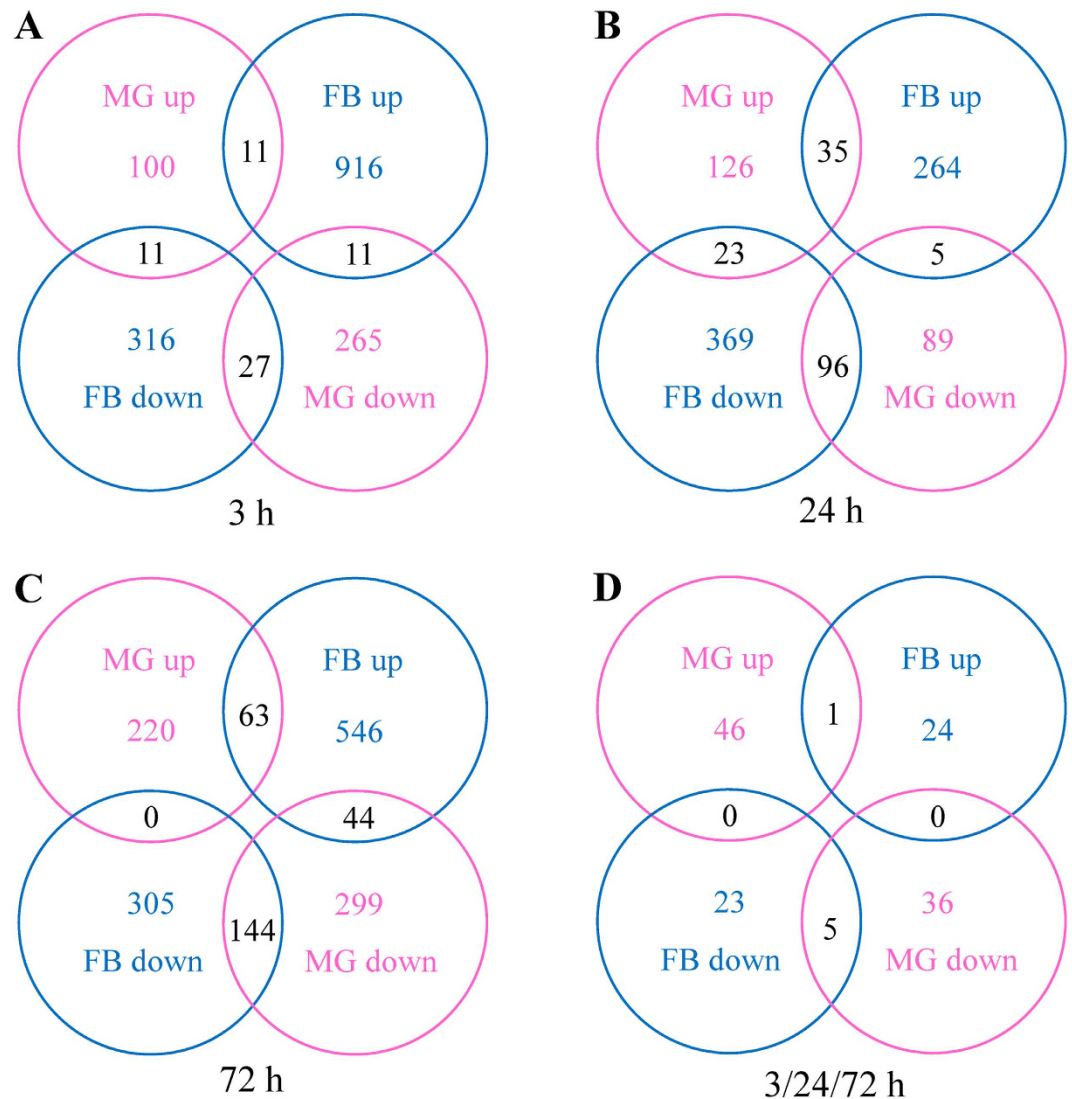 A
MG up
FB up
100
11
916
11
11
316
27
265
FB down
MG down
3 h
B
MG up
FB up
126
35
264
23
5
369
96
89
FB down
MG down
24 h
C
MG up
FB up
220
63
546
0
44
305
144
299
FB down
MG down
72 h
D
MG up
FB up
46
1
24
0
0
23
5
36
FB down
MG down
3/24/72 h